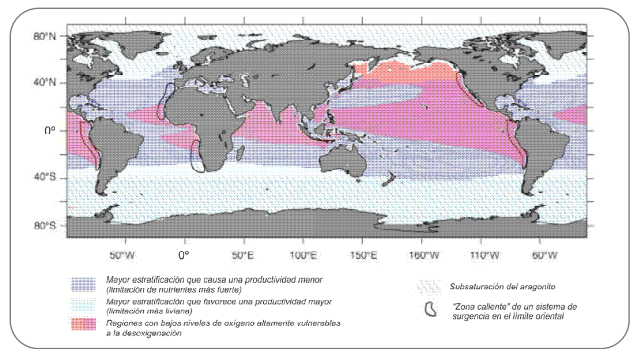 80°N
40°N
0°
40°S
80°S
50°W 0° 50°E 100°E 150°E 160°W 110°W 60°W
Mayor estratificación que causa una productividad menor
(limitación de nutrientes más fuerte)
Mayor estratificación que favorece una productividad mayor
(limitación más liviana)
Regiones con bajos niveles de oxígeno altamente vulnerables
a la desoxigenación
Subsaturación del aragonito
"Zona caliente" de un sistema de
surgencia en el límite oriental